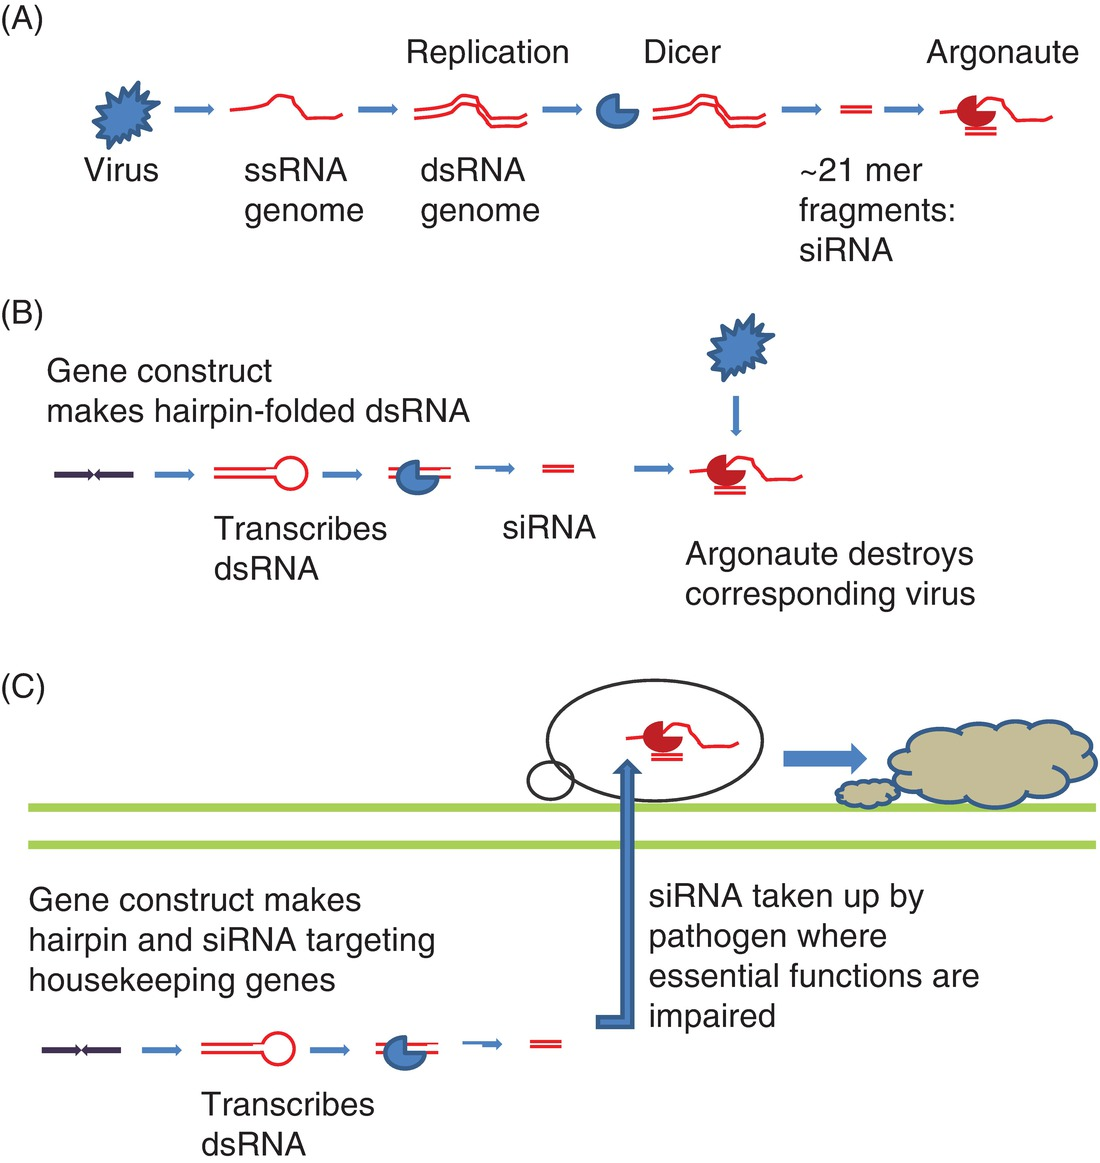 (A)
Replication
Dicer
Argonaute
Virus
ssRNA
genome
dsRNA
genome
~21 mer
fragments:
siRNA
(B)
Gene construct
makes hairpin-folded dsRNA
Transcribes
dsRNA
siRNA
Argonaute destroys
corresponding virus
(C)
Gene construct makes
hairpin and siRNA targeting
housekeeping genes
siRNA taken up by
pathogen where
essential functions are
impaired
Transcribes
dsRNA